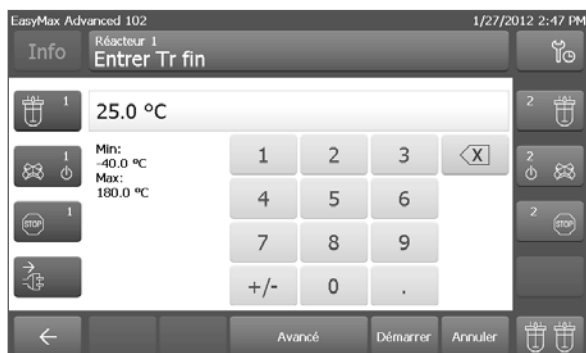 EasyMax Advanced 102 1/27/2012 2:47 PM
Info
Réacteur 1
Entrer Tr fin
1
25.0 °C
2
Min:
-40.0 °C
Max:
180.0 °C
1 2 3 X
1
2
4 5 6
STOP 1
2 STOP
7 8 9
+/- 0 .
Avancé Démarrer Annuler